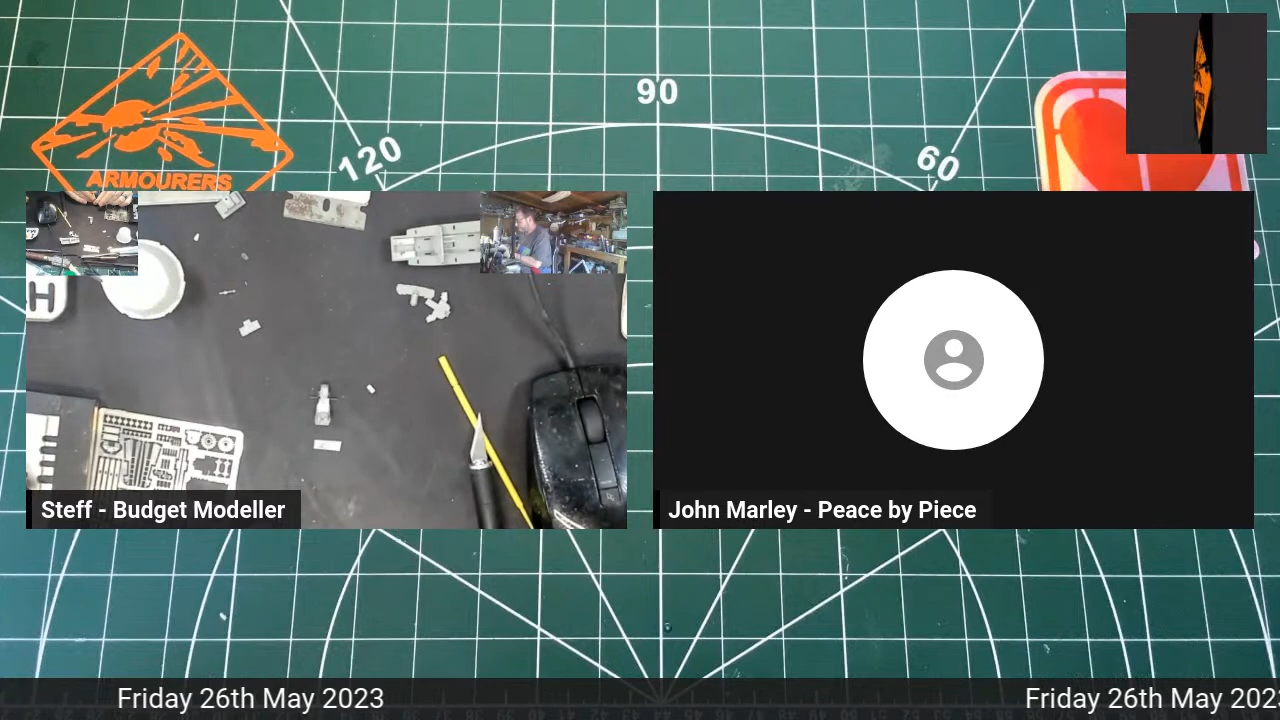 90
120
60
ARMOURERS
H
Steff - Budget Modeller
John Marley - Peace by Piece
Friday 26th May 2023
Friday 26th May 202